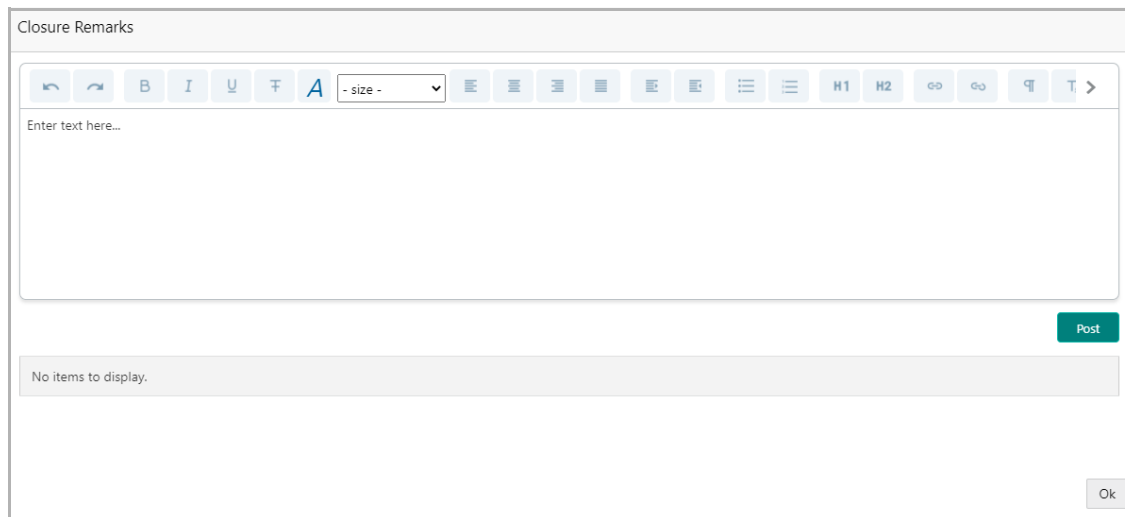 Closure Remarks
B I U T A - size - H1 H2 ¶ T
Enter text here...
Post
No items to display.
Ok